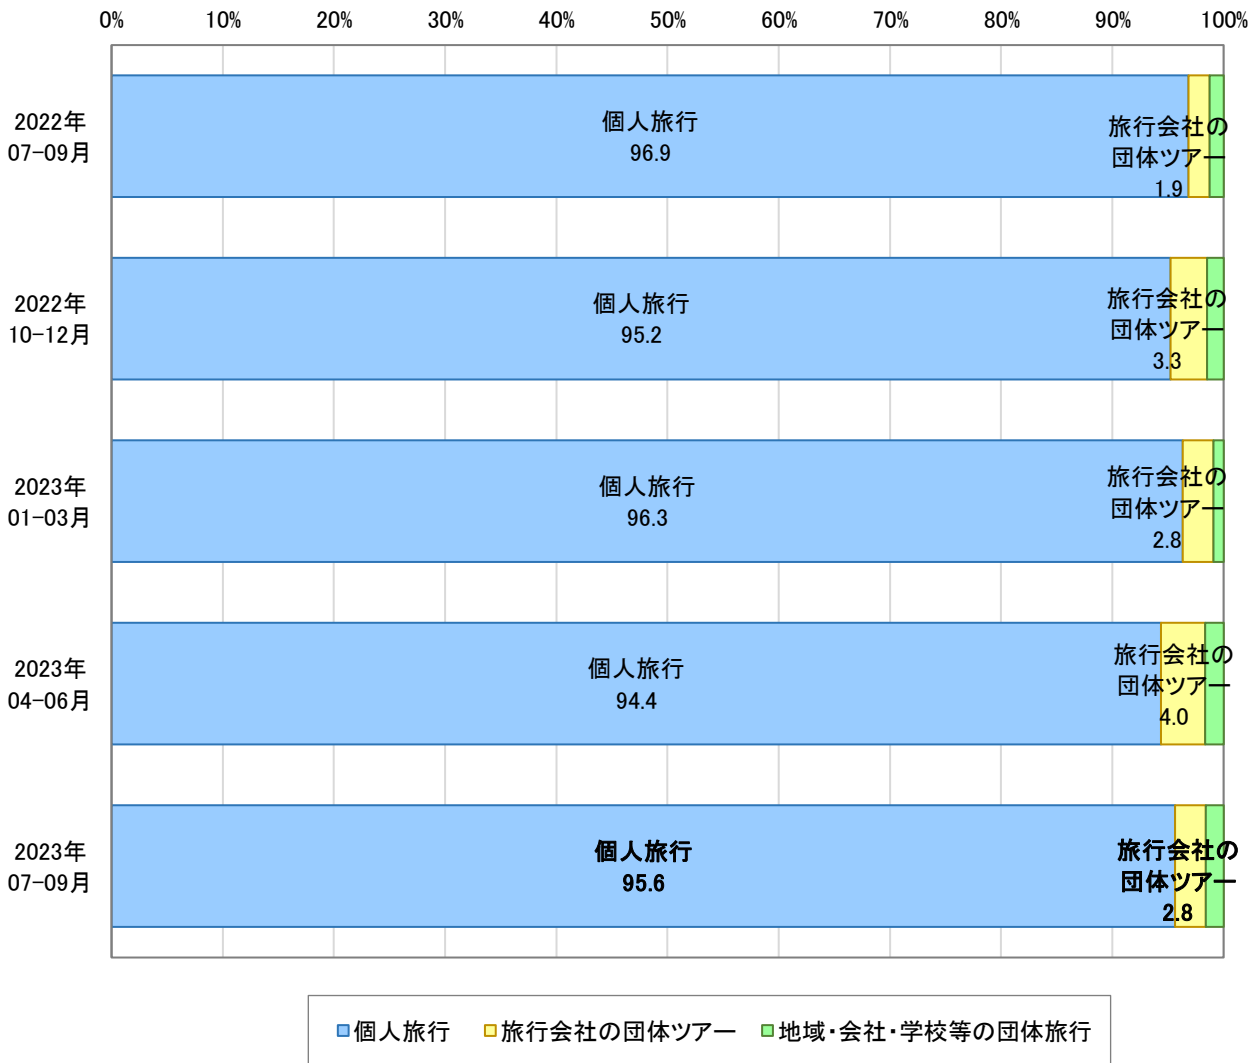 0% 10% 20% 30% 40% 50% 60% 70% 80% 90% 100%
2022年
07-09月
個人旅行
96.9
旅行会社の
団体ツアー
1.9
2022年
10-12月
個人旅行
95.2
旅行会社の
団体ツアー
3.3
2023年
01-03月
個人旅行
96.3
旅行会社の
団体ツアー
2.8
2023年
04-06月
個人旅行
94.4
旅行会社の
団体ツアー
4.0
2023年
07-09月
個人旅行
95.6
旅行会社の
団体ツアー
2.8
個人旅行 旅行会社の団体ツアー 地域・会社・学校等の団体旅行